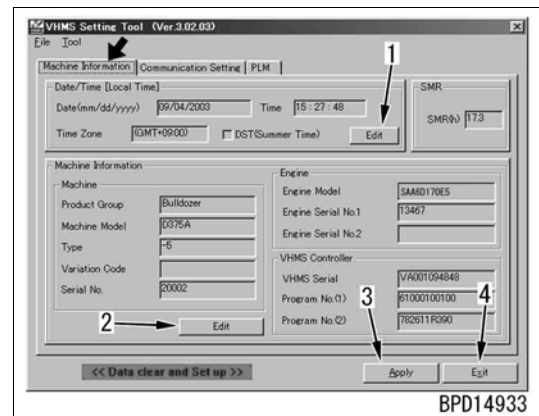 VHMS Setting Tool (Ver.3.02.03)
File Tool
Machine Information Communication Setting PLM
1
Date/Time [Local Time]
SMR
Date(mm/dd/yyyy) 09/04/2003 Time 15:27:48
SMR(h) 17.3
Time Zone (GMT+09:00) DST(Summer Time) Edit
Machine Information
Machine
Product Group Bulldozer
Machine Model D375A
Type -5
Variation Code
Serial No. 20002
2 Edit
Engine
Engine Model SAA6D170E5
Engine Serial No.1 13467
Engine Serial No.2
VHMS Controller
VHMS Serial VA001094848
Program No.(1) 61000100100
Program No.(2) 782611R390
3 4
<< Data clear and Set up >> Apply Exit
BPD14933